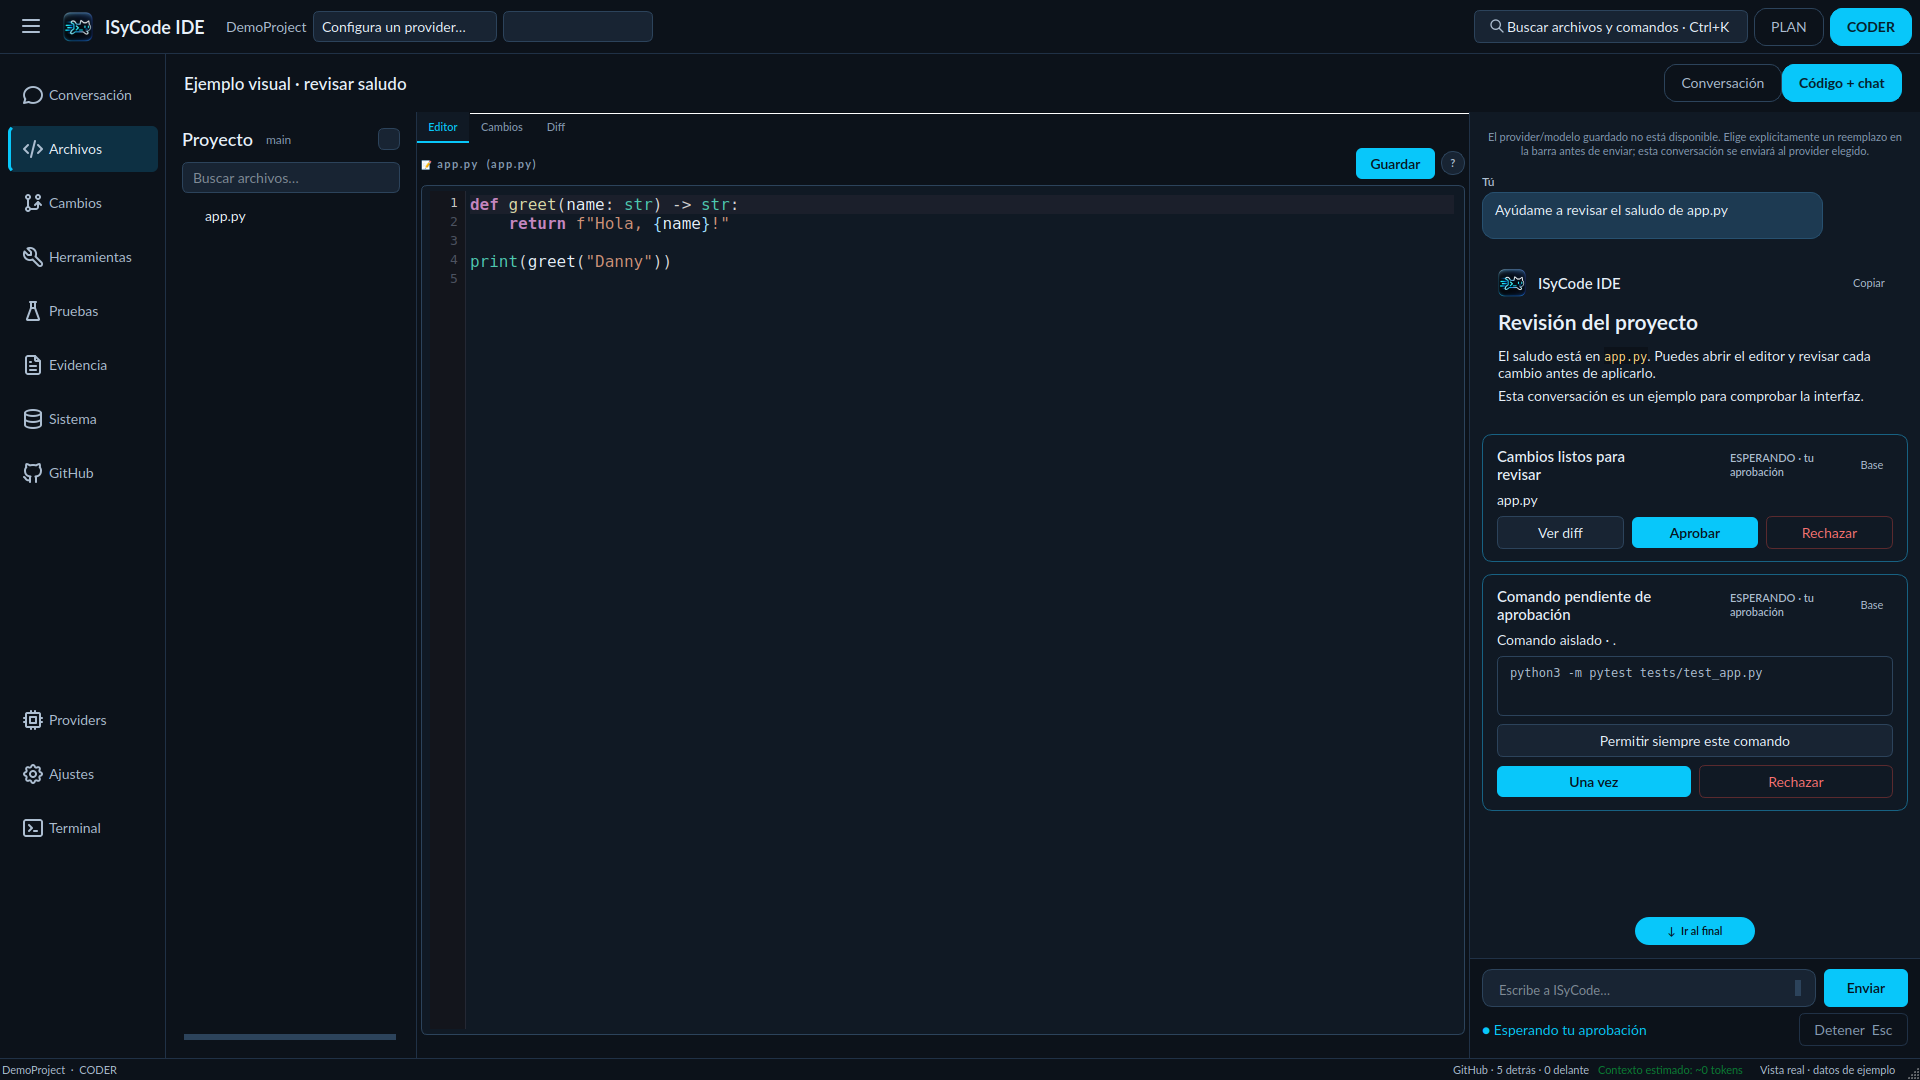 ISyCode IDE
DemoProject
Configura un provider...
Buscar archivos y comandos · Ctrl+K
PLAN
CODER
Conversación
Archivos
Cambios
Herramientas
Pruebas
Evidencia
Sistema
GitHub
Providers
Ajustes
Terminal
Ejemplo visual · revisar saludo
Conversación
Código + chat
Proyecto main
Buscar archivos...
app.py
Editor
Cambios
Diff
app.py (app.py)
Guardar
?
1 def greet(name: str) -> str:
2 return f"Hola, {name}!"
3
4 print(greet("Danny"))
5
El provider/modelo guardado no está disponible. Elige explícitamente un reemplazo en
la barra antes de enviar; esta conversación se enviará al provider elegido.
Tú
Ayúdame a revisar el saludo de app.py
ISyCode IDE
Copiar
Revisión del proyecto
El saludo está en app.py. Puedes abrir el editor y revisar cada
cambio antes de aplicarlo.
Esta conversación es un ejemplo para comprobar la interfaz.
Cambios listos para
revisar
ESPERANDO · tu
aprobación
Base
app.py
Ver diff
Aprobar
Rechazar
Comando pendiente de
aprobación
ESPERANDO · tu
aprobación
Base
Comando aislado · .
python3 -m pytest tests/test_app.py
Permitir siempre este comando
Una vez
Rechazar
↓ Ir al final
Escribe a ISyCode...
Enviar
● Esperando tu aprobación
Detener Esc
DemoProject · CODER
GitHub · 5 detrás · 0 delante
Contexto estimado: ~0 tokens
Vista real · datos de ejemplo